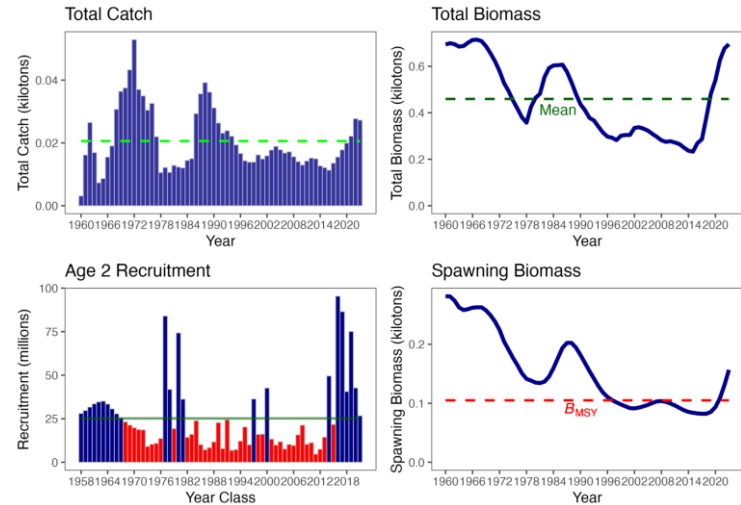 Total Catch
Total Catch (kilotons)
0.04
0.02
0.00
1960 1966 1972 1978 1984 1990 1996 2002 2008 2014 2020
Year
Total Biomass
Total Biomass (kilotons)
0.6
0.4
0.2
0.0
Mean
1960 1966 1972 1978 1984 1990 1996 2002 2008 2014 2020
Year
Age 2 Recruitment
Recruitment (millions)
100
75
50
25
0
1958 1964 1970 1976 1982 1988 1994 2000 2006 2012 2018
Year Class
Spawning Biomass
Spawning Biomass (kilotons)
0.2
0.1
0.0
BMSY
1960 1966 1972 1978 1984 1990 1996 2002 2008 2014 2020
Year